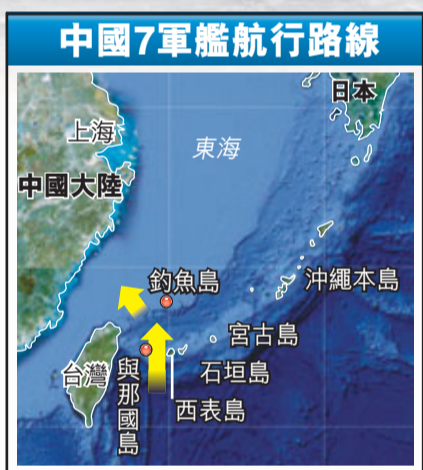 中國7軍艦航行路線
日本
上海
東海
中國大陸
釣魚島
沖繩本島
宮古島
台灣
與那國島
石垣島
西表島